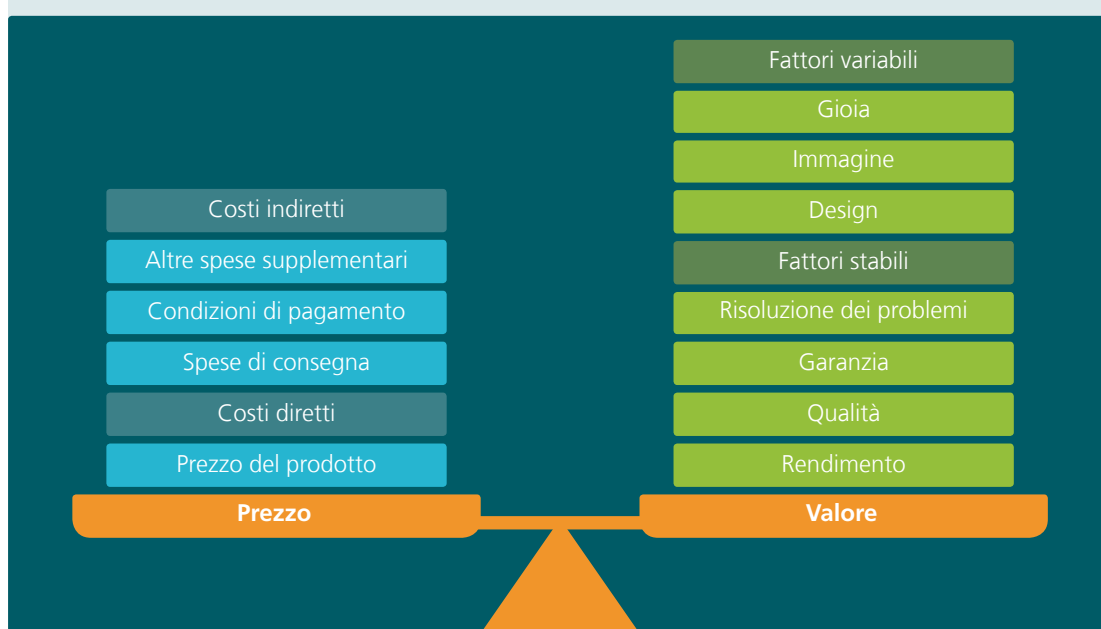 Costi indiretti
Altre spese supplementari
Condizioni di pagamento
Spese di consegna
Costi diretti
Prezzo del prodotto
Prezzo
Fattori variabili
Gioia
Immagine
Design
Fattori stabili
Risoluzione dei problemi
Garanzia
Qualità
Rendimento
Valore